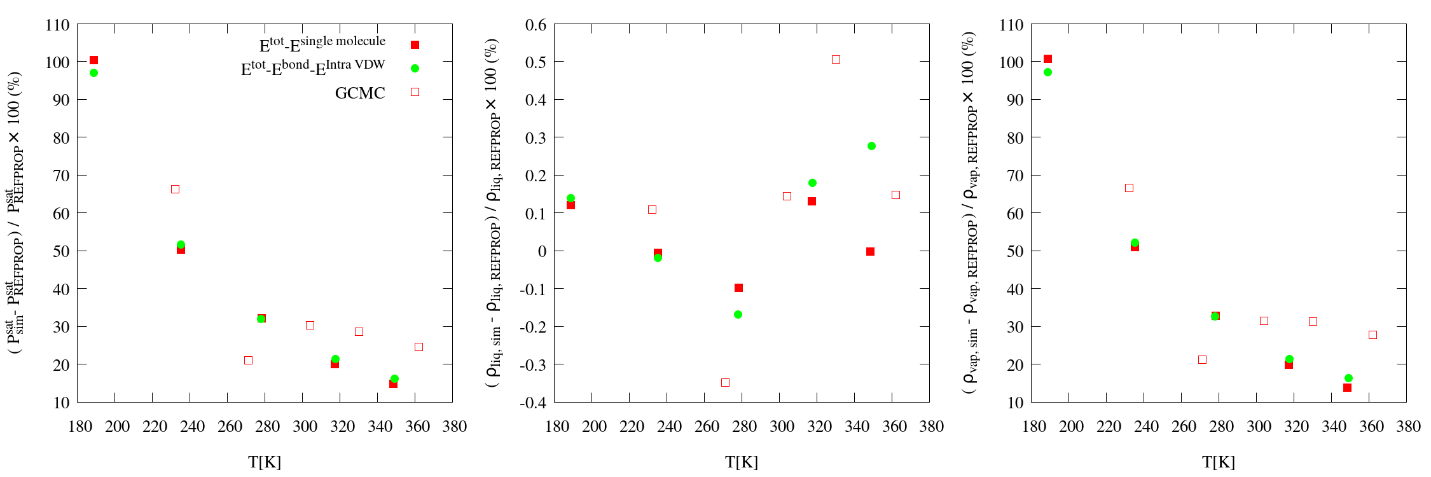 110
100
90
80
70
60
50
40
30
20
10
180 200 220 240 260 280 300 320 340 360 380
T[K]
( P^sat_sim - P^sat_REFPROP) / P^sat_REFPROP × 100 (%)
E^tot-E^single molecule
E^tot-E^bond-E^Intra VDW
GCMC
0.6
0.5
0.4
0.3
0.2
0.1
0
-0.1
-0.2
-0.3
-0.4
180 200 220 240 260 280 300 320 340 360 380
T[K]
( ρ_liq, sim - ρ_liq, REFPROP) / ρ_liq, REFPROP × 100 (%)
110
100
90
80
70
60
50
40
30
20
10
180 200 220 240 260 280 300 320 340 360 380
T[K]
( ρ_vap, sim - ρ_vap, REFPROP) / ρ_vap, REFPROP × 100 (%)